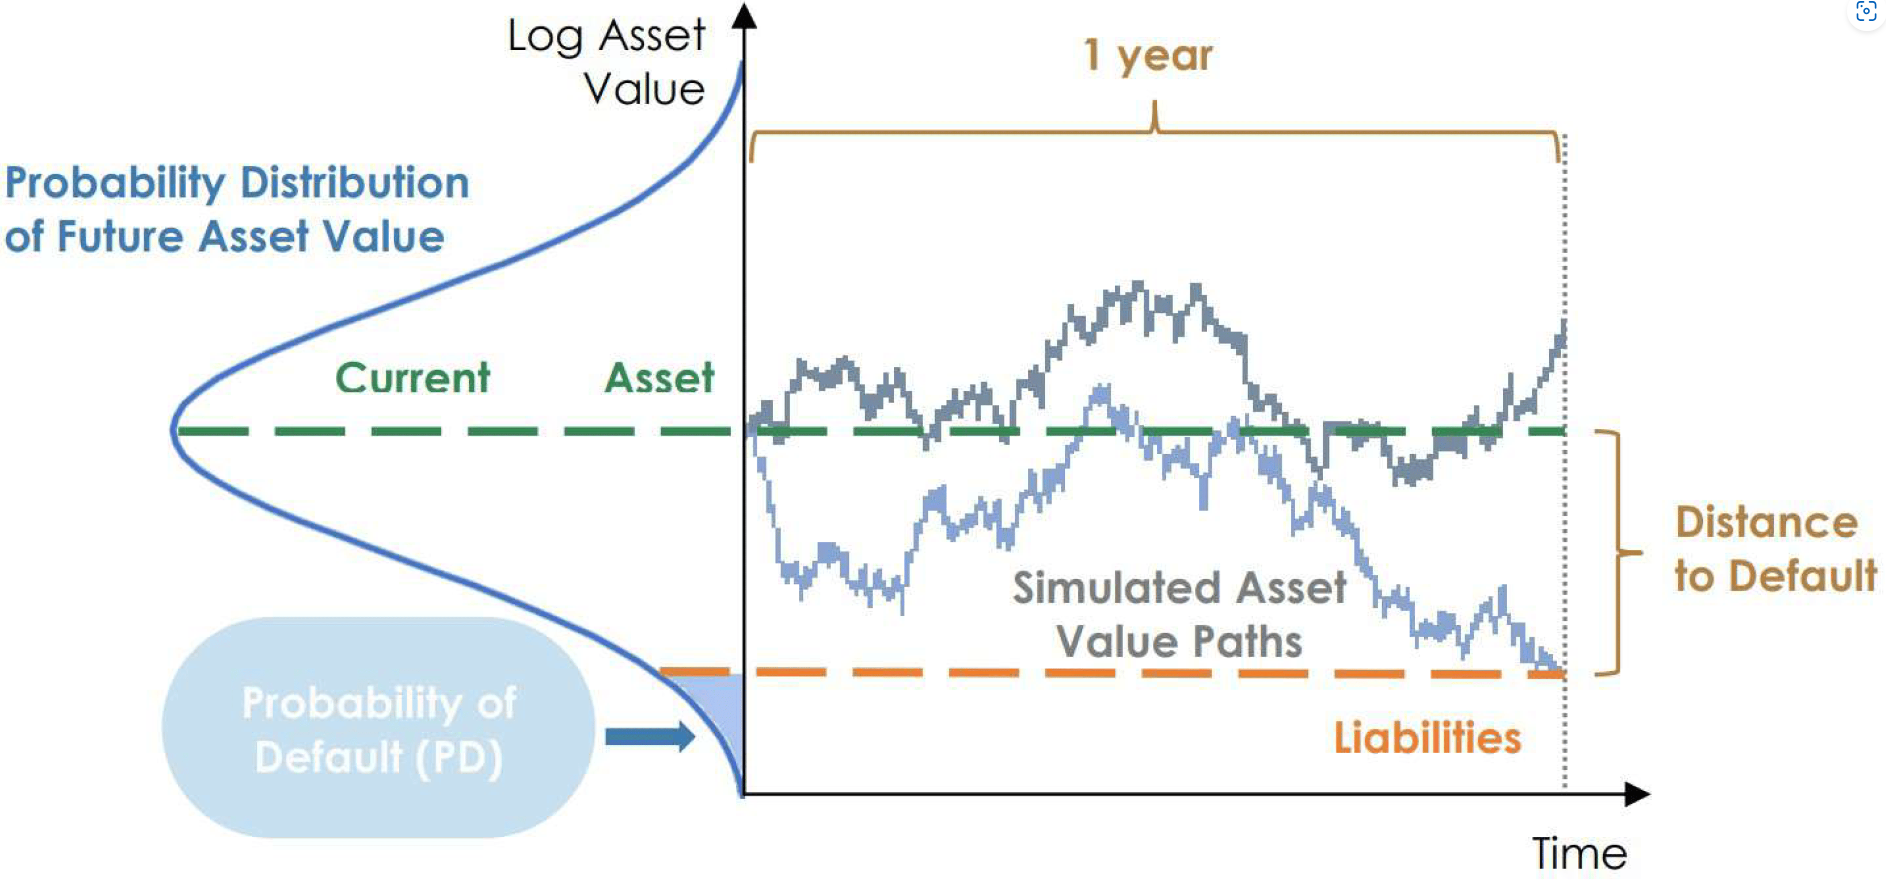 Log Asset
Value
1 year
Probability Distribution
of Future Asset Value
Current Asset
Distance
to Default
Simulated Asset
Value Paths
Probability of
Default (PD)
Liabilities
Time